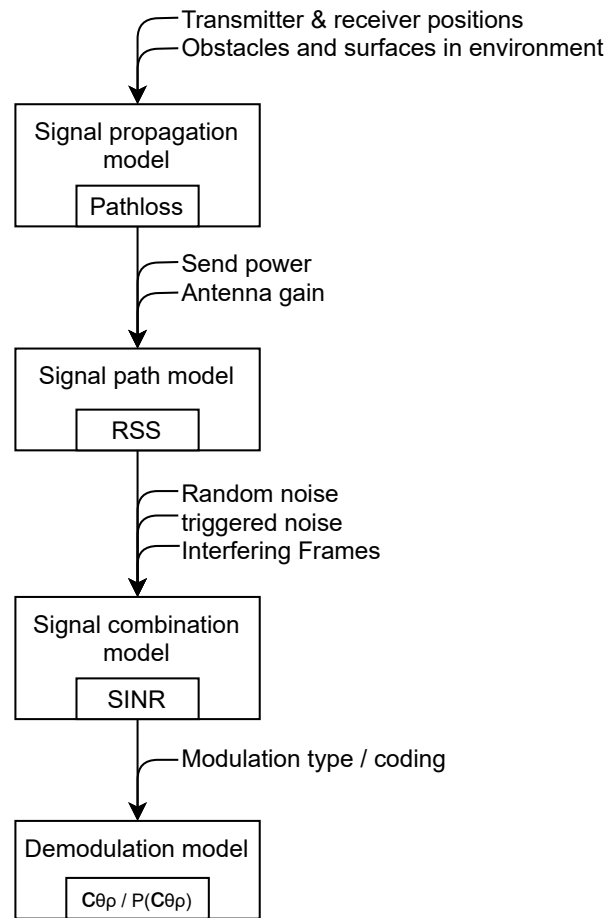 Transmitter & receiver positions
Obstacles and surfaces in environment
Signal propagation
model
Pathloss
Send power
Antenna gain
Signal path model
RSS
Random noise
triggered noise
Interfering Frames
Signal combination
model
SINR
Modulation type / coding
Demodulation model
Cθρ / P(Cθρ)